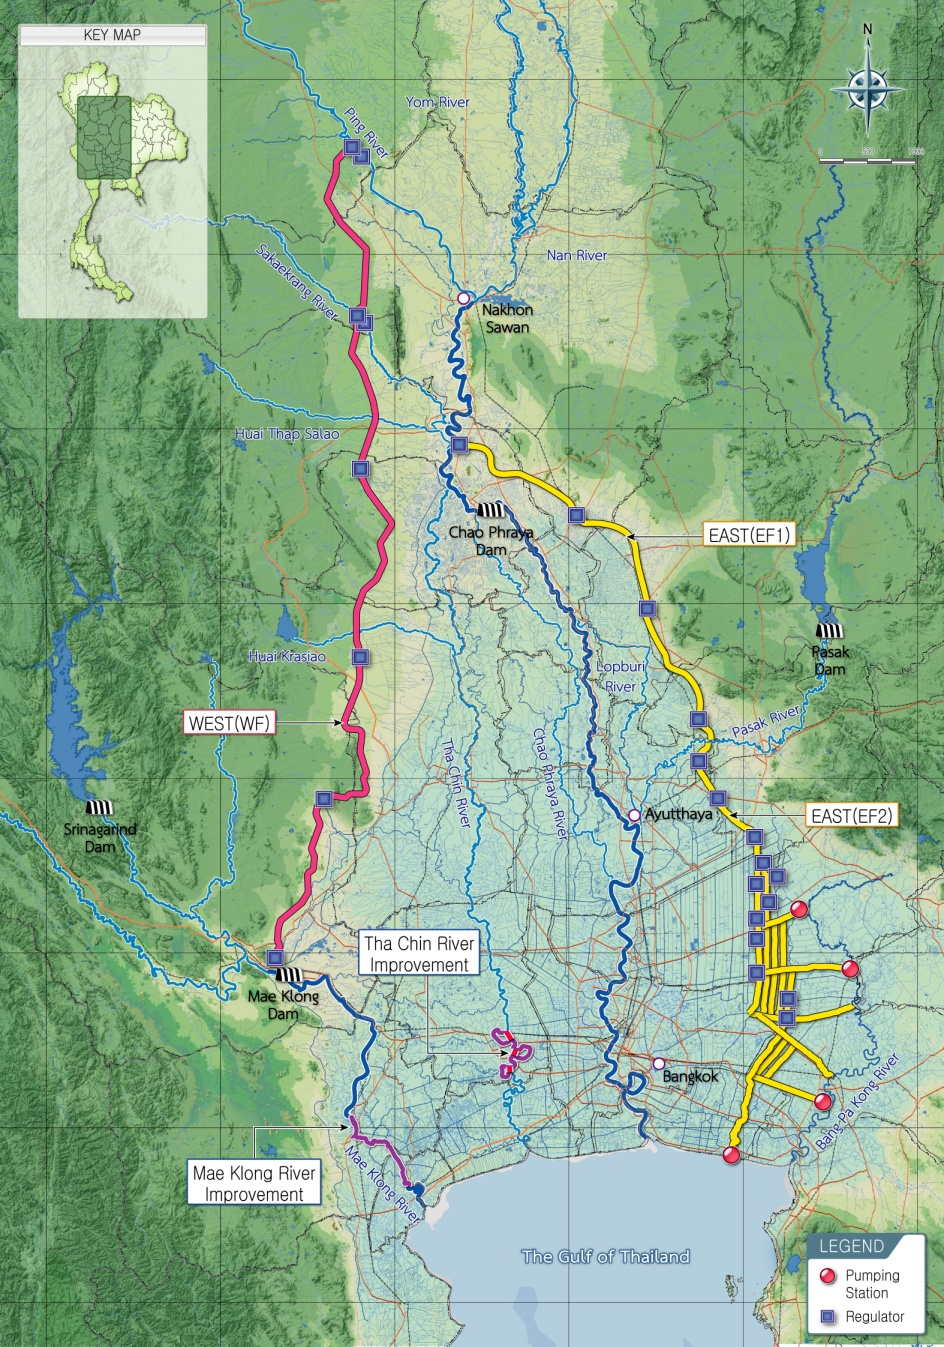 KEY MAP
N
0 500 1000
Yom River
Ping River
Nan River
Sakaekrang River
Nakhon
Sawan
Huai Thap Salao
Chao Phraya
Dam
EAST(EF1)
Pasak
Dam
Huai Krasiao
Lopburi
River
WEST(WF)
Pasak River
Tha Chin River
Chao Phraya River
Srinagarind
Dam
Ayutthaya
EAST(EF2)
Tha Chin River
Improvement
Mae Klong
Dam
Bangkok
Bang Pa Kong River
Mae Klong River
Improvement
Mae Klong River
The Gulf of Thailand
LEGEND
Pumping
Station
Regulator